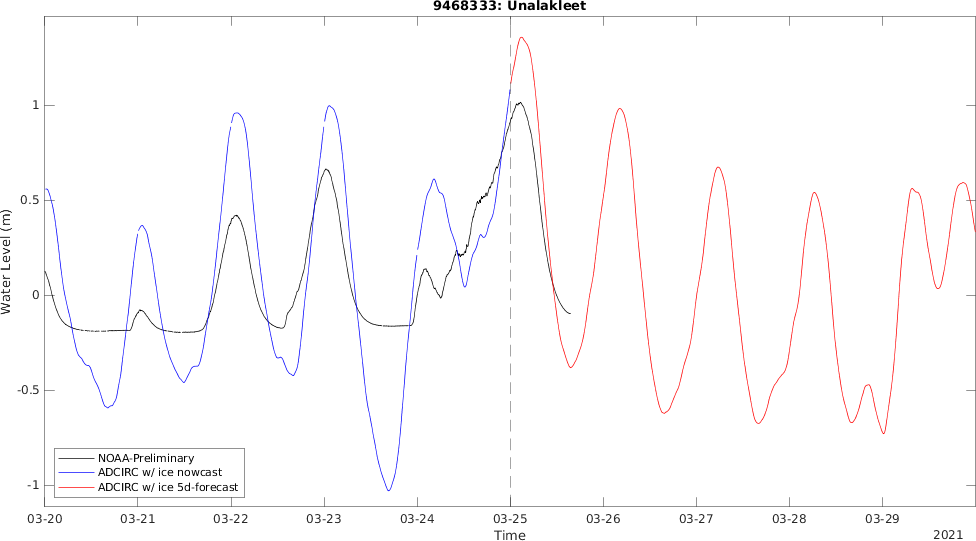 9468333: Unalakleet
Water Level (m)
1
0.5
0
-0.5
-1
NOAA-Preliminary
ADCIRC w/ ice nowcast
ADCIRC w/ ice 5d-forecast
03-20 03-21 03-22 03-23 03-24 03-25 03-26 03-27 03-28 03-29
Time
2021